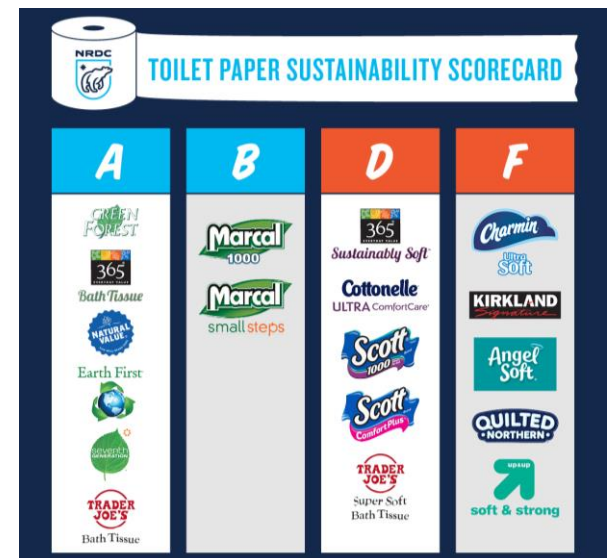 NRDC
TOILET PAPER SUSTAINABILITY SCORECARD
A
GREEN
FOREST
365
EVERYDAY VALUE
Bath Tissue
NATURAL
VALUE
Earth First
seventh
GENERATION
TRADER
JOE'S
Bath Tissue
B
Marcal
1000
Marcal
small steps
D
365
EVERYDAY VALUE
Sustainably Soft
Cottonelle
ULTRA ComfortCare
Scott
1000
Scott
ComfortPlus
TRADER
JOE'S
Super Soft
Bath Tissue
F
Charmin
Ultra
Soft
KIRKLAND
Signature
Angel
Soft
QUILTED
NORTHERN
upsup
soft & strong